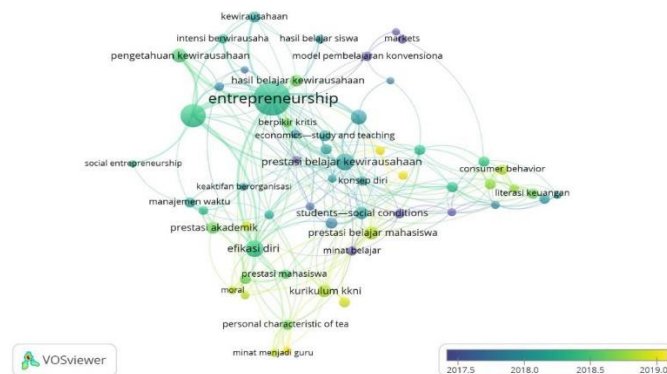 kewirausahaan
intensi berwirausaha
hasil belajar siswa
markets
pengetahuan kewirausahaan
model pembelajaran konvensiona
hasil belajar kewirausahaan
entrepreneurship
berpikir kritis
economics—study and teaching
social entrepreneurship
prestasi belajar kewirausahaan
consumer behavior
keaktifan berorganisasi
konsep diri
literasi keuangan
manajemen waktu
students—social conditions
prestasi akademik
prestasi belajar mahasiswa
efikasi diri
minat belajar
prestasi mahasiswa
moral
kurikulum kkni
personal characteristic of tea
minat menjadi guru
VOSviewer
2017.5 2018.0 2018.5 2019.0